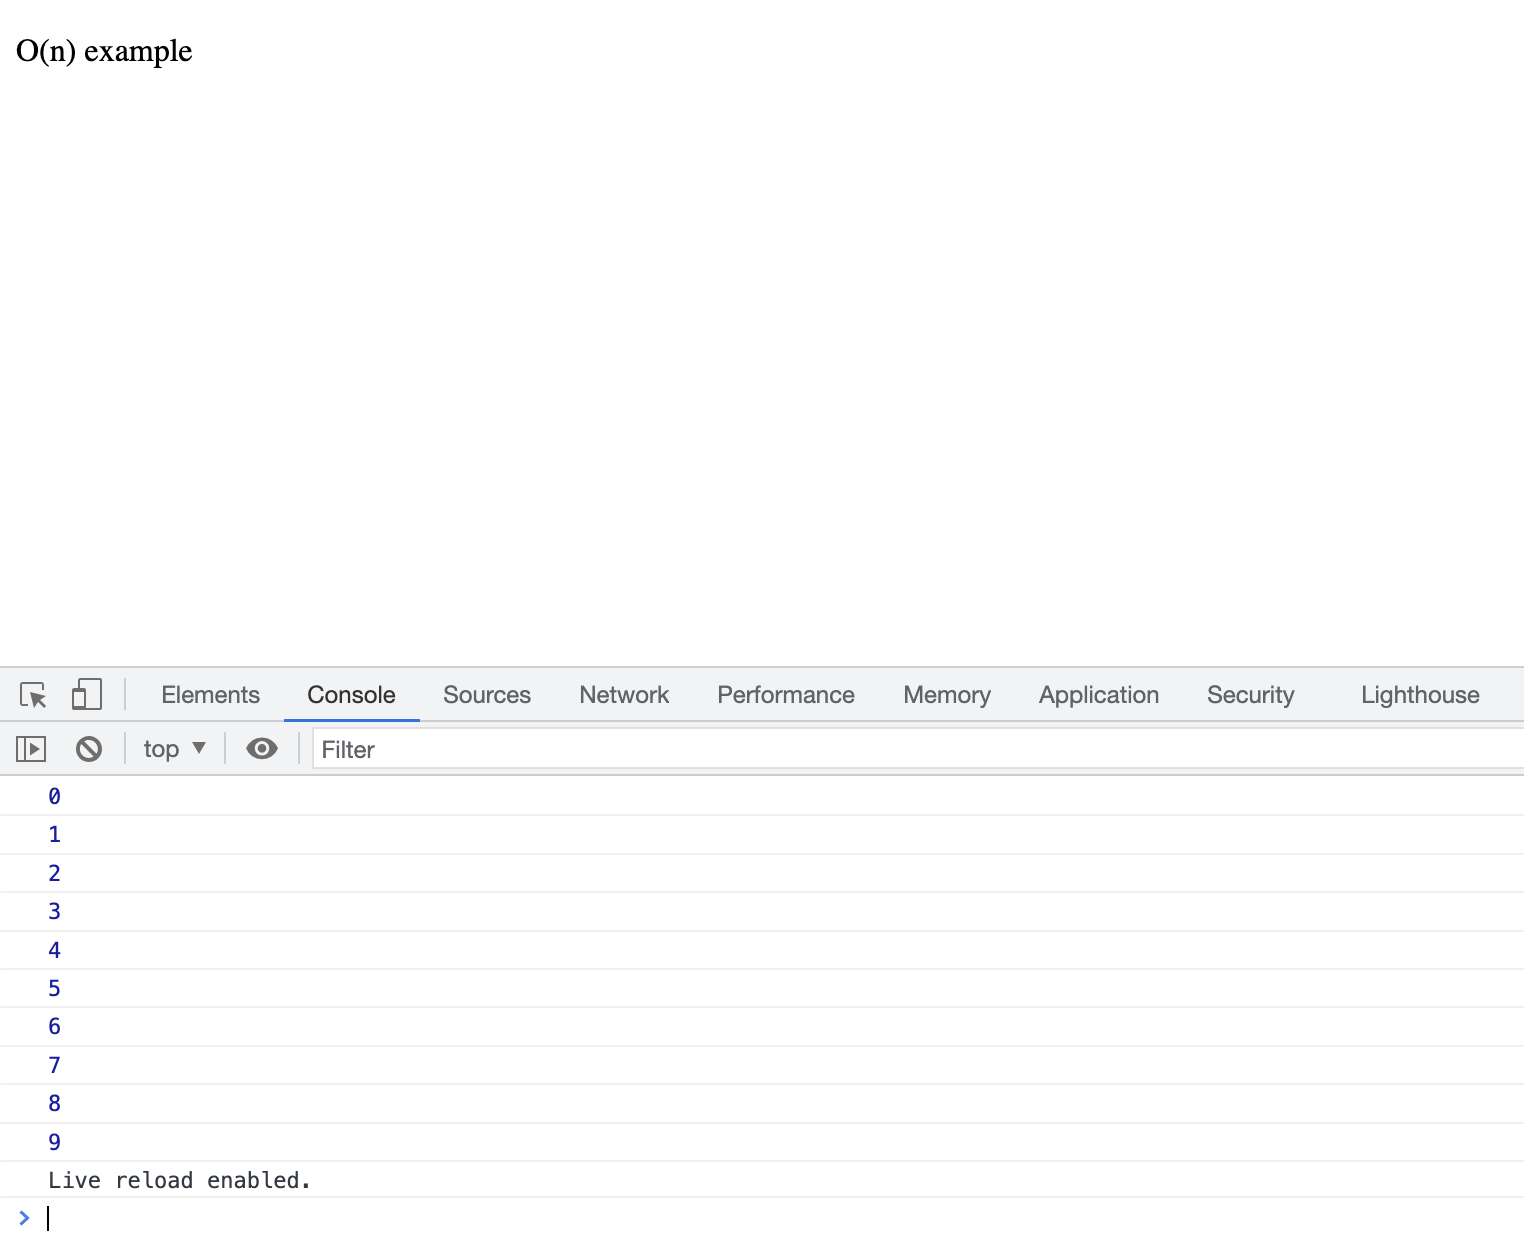 O(n) example
Elements Console Sources Network Performance Memory Application Security Lighthouse
top Filter
0
1
2
3
4
5
6
7
8
9
Live reload enabled.